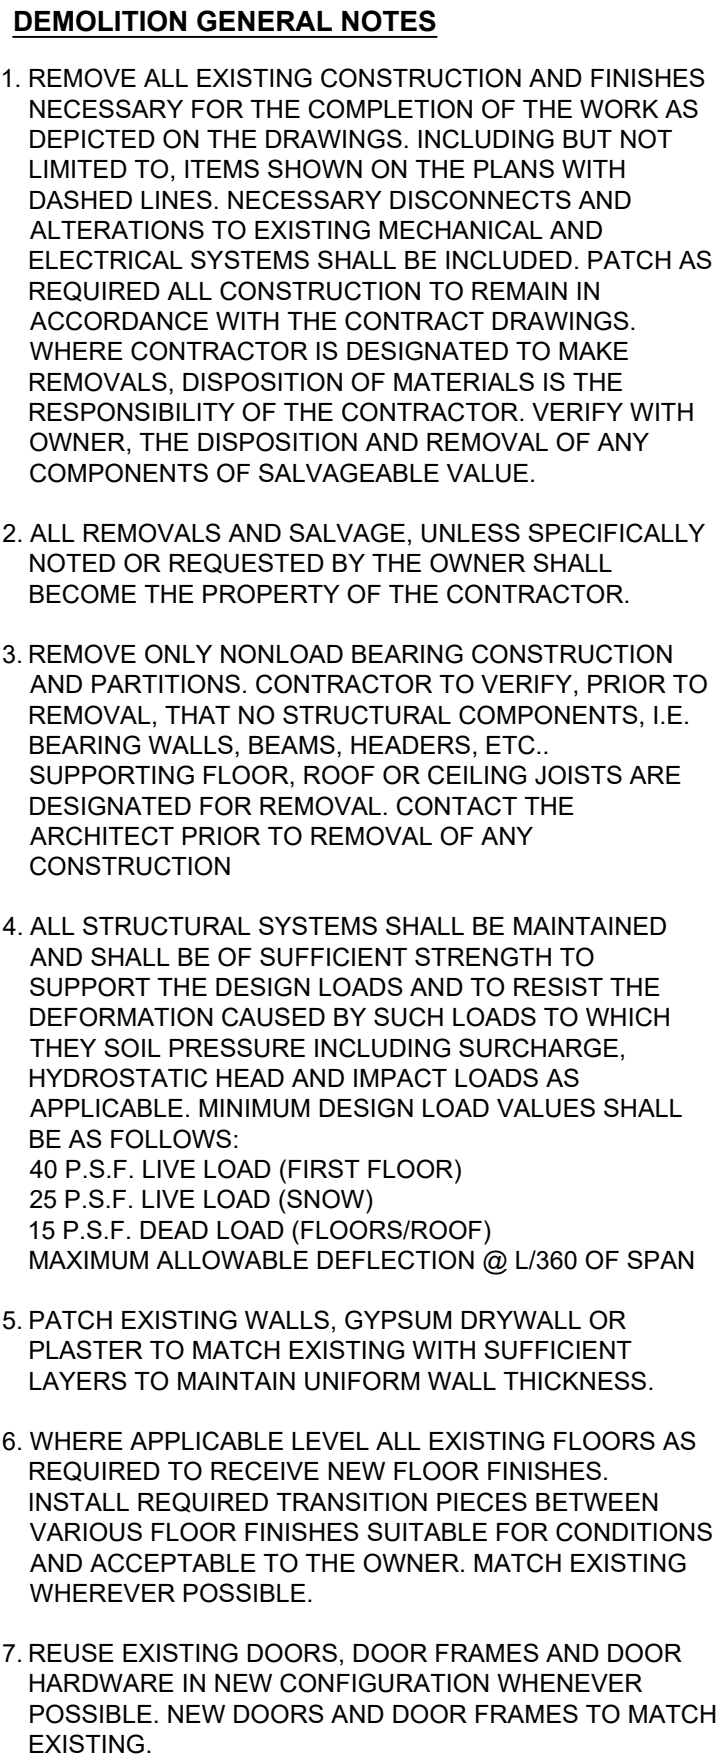 DEMOLITION GENERAL NOTES
1. REMOVE ALL EXISTING CONSTRUCTION AND FINISHES
NECESSARY FOR THE COMPLETION OF THE WORK AS
DEPICTED ON THE DRAWINGS. INCLUDING BUT NOT
LIMITED TO, ITEMS SHOWN ON THE PLANS WITH
DASHED LINES. NECESSARY DISCONNECTS AND
ALTERATIONS TO EXISTING MECHANICAL AND
ELECTRICAL SYSTEMS SHALL BE INCLUDED. PATCH AS
REQUIRED ALL CONSTRUCTION TO REMAIN IN
ACCORDANCE WITH THE CONTRACT DRAWINGS.
WHERE CONTRACTOR IS DESIGNATED TO MAKE
REMOVALS, DISPOSITION OF MATERIALS IS THE
RESPONSIBILITY OF THE CONTRACTOR. VERIFY WITH
OWNER, THE DISPOSITION AND REMOVAL OF ANY
COMPONENTS OF SALVAGEABLE VALUE.
2. ALL REMOVALS AND SALVAGE, UNLESS SPECIFICALLY
NOTED OR REQUESTED BY THE OWNER SHALL
BECOME THE PROPERTY OF THE CONTRACTOR.
3. REMOVE ONLY NONLOAD BEARING CONSTRUCTION
AND PARTITIONS. CONTRACTOR TO VERIFY, PRIOR TO
REMOVAL, THAT NO STRUCTURAL COMPONENTS, I.E.
BEARING WALLS, BEAMS, HEADERS, ETC..
SUPPORTING FLOOR, ROOF OR CEILING JOISTS ARE
DESIGNATED FOR REMOVAL. CONTACT THE
ARCHITECT PRIOR TO REMOVAL OF ANY
CONSTRUCTION
4. ALL STRUCTURAL SYSTEMS SHALL BE MAINTAINED
AND SHALL BE OF SUFFICIENT STRENGTH TO
SUPPORT THE DESIGN LOADS AND TO RESIST THE
DEFORMATION CAUSED BY SUCH LOADS TO WHICH
THEY SOIL PRESSURE INCLUDING SURCHARGE,
HYDROSTATIC HEAD AND IMPACT LOADS AS
APPLICABLE. MINIMUM DESIGN LOAD VALUES SHALL
BE AS FOLLOWS:
40 P.S.F. LIVE LOAD (FIRST FLOOR)
25 P.S.F. LIVE LOAD (SNOW)
15 P.S.F. DEAD LOAD (FLOORS/ROOF)
MAXIMUM ALLOWABLE DEFLECTION @ L/360 OF SPAN
5. PATCH EXISTING WALLS, GYPSUM DRYWALL OR
PLASTER TO MATCH EXISTING WITH SUFFICIENT
LAYERS TO MAINTAIN UNIFORM WALL THICKNESS.
6. WHERE APPLICABLE LEVEL ALL EXISTING FLOORS AS
REQUIRED TO RECEIVE NEW FLOOR FINISHES.
INSTALL REQUIRED TRANSITION PIECES BETWEEN
VARIOUS FLOOR FINISHES SUITABLE FOR CONDITIONS
AND ACCEPTABLE TO THE OWNER. MATCH EXISTING
WHEREVER POSSIBLE.
7. REUSE EXISTING DOORS, DOOR FRAMES AND DOOR
HARDWARE IN NEW CONFIGURATION WHENEVER
POSSIBLE. NEW DOORS AND DOOR FRAMES TO MATCH
EXISTING.